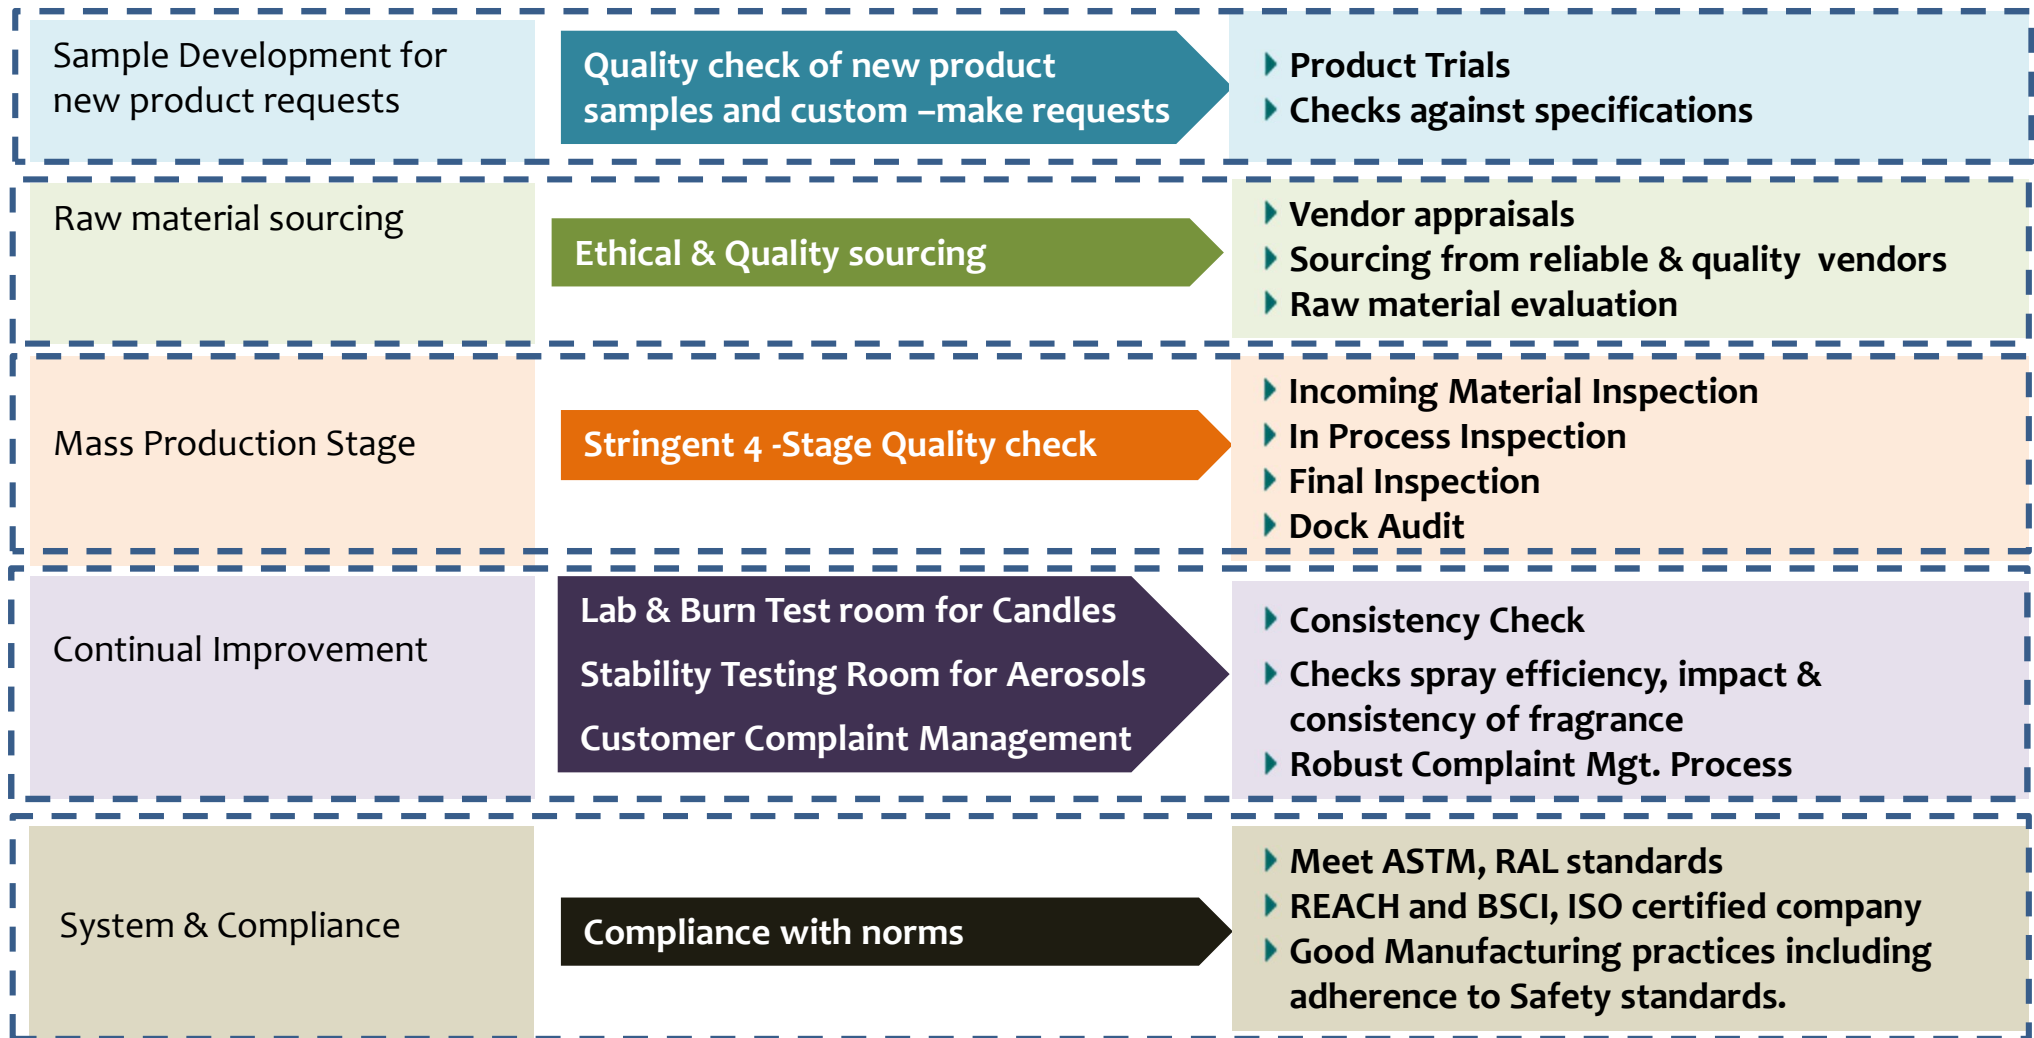 Sample Development for
new product requests
Quality check of new product
samples and custom –make requests
Product Trials
Checks against specifications
Raw material sourcing
Ethical & Quality sourcing
Vendor appraisals
Sourcing from reliable & quality vendors
Raw material evaluation
Mass Production Stage
Stringent 4 -Stage Quality check
Incoming Material Inspection
In Process Inspection
Final Inspection
Dock Audit
Continual Improvement
Lab & Burn Test room for Candles
Stability Testing Room for Aerosols
Customer Complaint Management
Consistency Check
Checks spray efficiency, impact &
consistency of fragrance
Robust Complaint Mgt. Process
System & Compliance
Compliance with norms
Meet ASTM, RAL standards
REACH and BSCI, ISO certified company
Good Manufacturing practices including
adherence to Safety standards.